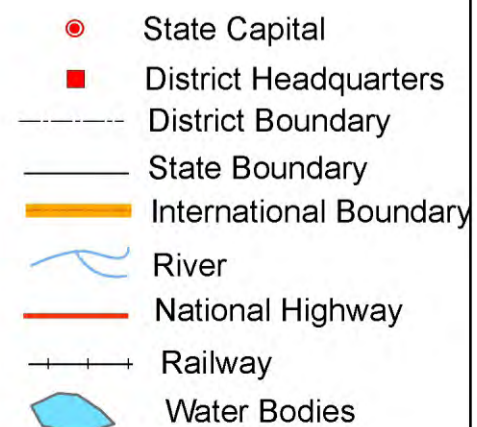 State Capital
District Headquarters
District Boundary
State Boundary
International Boundary
River
National Highway
Railway
Water Bodies